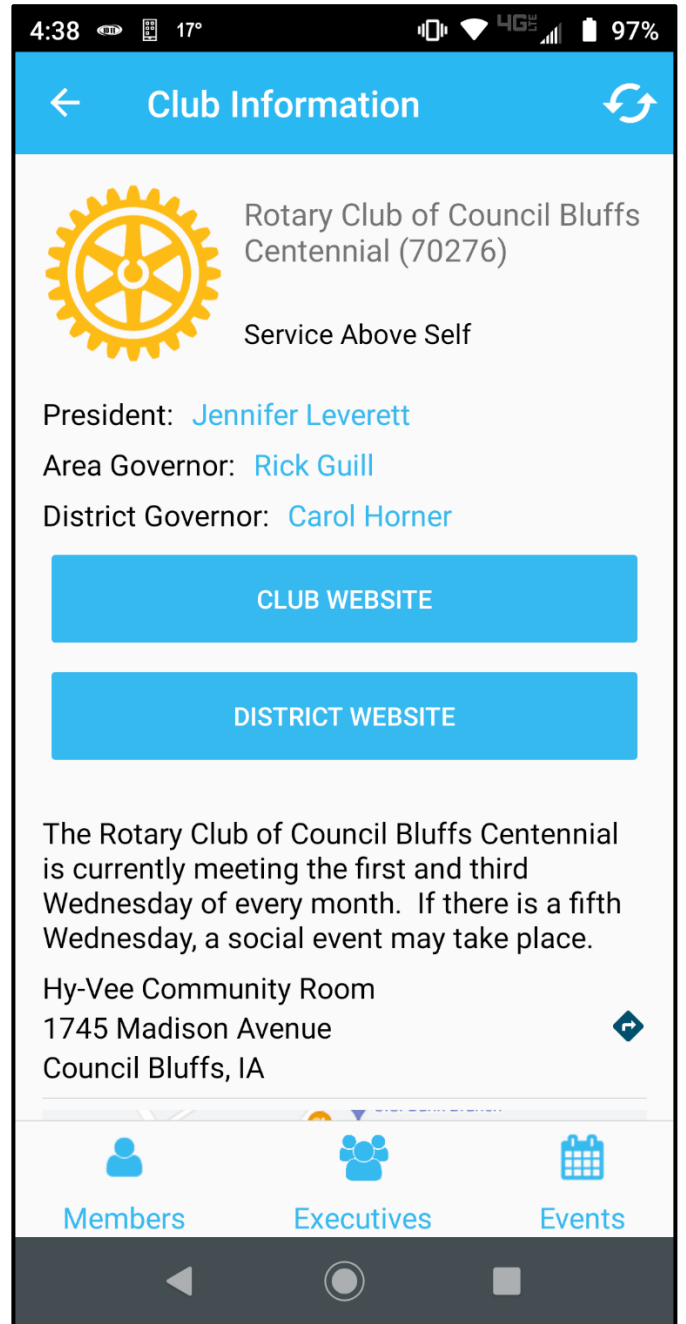 4:38 17° 4G LTE 97%
Club Information
Rotary Club of Council Bluffs
Centennial (70276)
Service Above Self
President: Jennifer Leverett
Area Governor: Rick Guill
District Governor: Carol Horner
CLUB WEBSITE
DISTRICT WEBSITE
The Rotary Club of Council Bluffs Centennial
is currently meeting the first and third
Wednesday of every month.  If there is a fifth
Wednesday, a social event may take place.
Hy-Vee Community Room
1745 Madison Avenue
Council Bluffs, IA
Members Executives Events